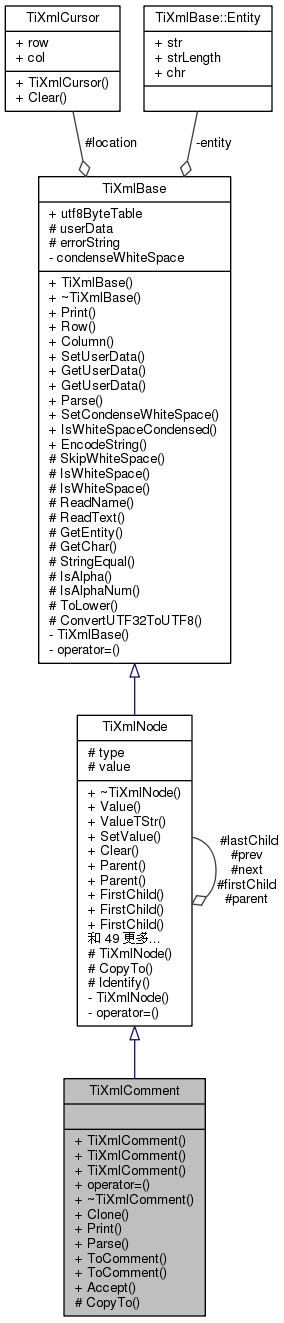 TiXmlCursor
+ row
+ col
+ TiXmlCursor()
+ Clear()
TiXmlBase::Entity
+ str
+ strLength
+ chr
#location
-entity
TiXmlBase
+ utf8ByteTable
# userData
# errorString
- condenseWhiteSpace
+ TiXmlBase()
+ ~TiXmlBase()
+ Print()
+ Row()
+ Column()
+ SetUserData()
+ GetUserData()
+ GetUserData()
+ Parse()
+ SetCondenseWhiteSpace()
+ IsWhiteSpaceCondensed()
+ EncodeString()
# SkipWhiteSpace()
# IsWhiteSpace()
# IsWhiteSpace()
# ReadName()
# ReadText()
# GetEntity()
# GetChar()
# StringEqual()
# IsAlpha()
# IsAlphaNum()
# ToLower()
# ConvertUTF32ToUTF8()
- TiXmlBase()
- operator=()
TiXmlNode
# type
# value
+ ~TiXmlNode()
+ Value()
+ ValueTStr()
+ SetValue()
+ Clear()
+ Parent()
+ Parent()
+ FirstChild()
+ FirstChild()
+ FirstChild()
和 49 更多...
# TiXmlNode()
# CopyTo()
# Identify()
- TiXmlNode()
- operator=()
#lastChild
#prev
#next
#firstChild
#parent
TiXmlComment
+ TiXmlComment()
+ TiXmlComment()
+ TiXmlComment()
+ operator=()
+ ~TiXmlComment()
+ Clone()
+ Print()
+ Parse()
+ ToComment()
+ ToComment()
+ Accept()
# CopyTo()